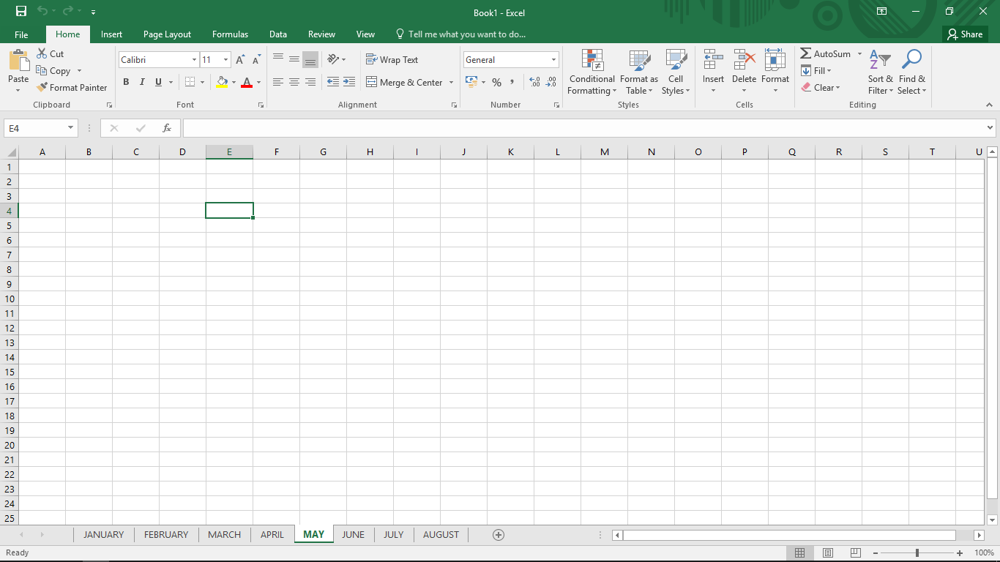 Book1 - Excel
File Home Insert Page Layout Formulas Data Review View Tell me what you want to do... Share
Paste Cut Copy Format Painter Clipboard
Calibri 11 B I U A A A Font
Wrap Text Merge & Center Alignment
General % , .00 .0 Number
Conditional Formatting Format as Table Cell Styles Styles
Insert Delete Format Cells
AutoSum Fill Clear Sort & Filter Find & Select Editing
E4 fx
A B C D E F G H I J K L M N O P Q R S T U
1
2
3
4
5
6
7
8
9
10
11
12
13
14
15
16
17
18
19
20
21
22
23
24
25
JANUARY FEBRUARY MARCH APRIL MAY JUNE JULY AUGUST
Ready 100%